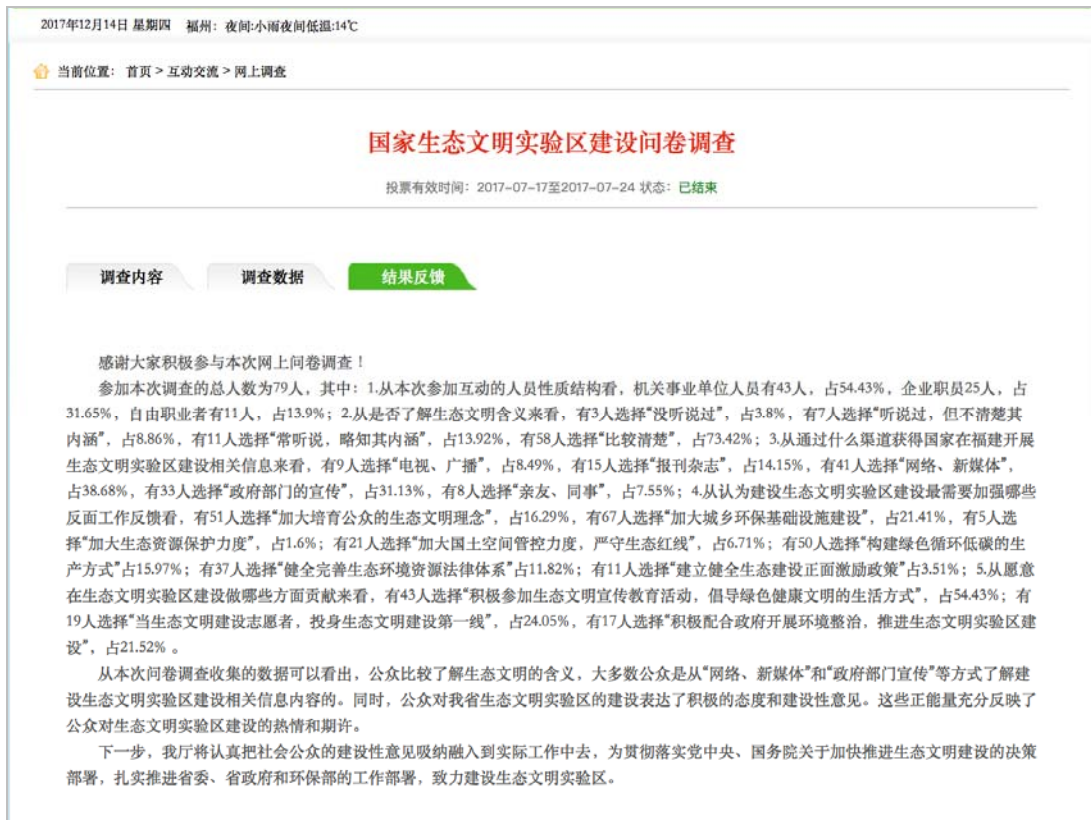 2017年12月14日 星期四 福州：夜间:小雨夜间低温:14℃
当前位置： 首页 > 互动交流 > 网上调查
国家生态文明实验区建设问卷调查
投票有效时间：2017-07-17至2017-07-24 状态：已结束
调查内容 调查数据 结果反馈
感谢大家积极参与本次网上问卷调查！
参加本次调查的总人数为79人，其中：1.从本次参加互动的人员性质结构看，机关事业单位人员有43人，占54.43%，企业职员25人，占
31.65%，自由职业者有11人，占13.9%；2.从是否了解生态文明含义来看，有3人选择“没听说过”，占3.8%，有7人选择“听说过，但不清楚其
内涵”，占8.86%，有11人选择“常听说，略知其内涵”，占13.92%，有58人选择“比较清楚”，占73.42%；3.从通过什么渠道获得国家在福建开展
生态文明实验区建设相关信息来看，有9人选择“电视、广播”，占8.49%，有15人选择“报刊杂志”，占14.15%，有41人选择“网络、新媒体”，
占38.68%，有33人选择“政府部门的宣传”，占31.13%，有8人选择“亲友、同事”，占7.55%；4.从认为建设生态文明实验区建设最需要加强哪些
反面工作反馈看，有51人选择“加大培育公众的生态文明理念”，占16.29%，有67人选择“加大城乡环保基础设施建设”，占21.41%，有5人选
择“加大生态资源保护力度”，占1.6%；有21人选择“加大国土空间管控力度，严守生态红线”，占6.71%；有50人选择“构建绿色循环低碳的生
产方式”占15.97%；有37人选择“健全完善生态环境资源法律体系”占11.82%；有11人选择“建立健全生态建设正面激励政策”占3.51%；5.从愿意
在生态文明实验区建设做哪些方面贡献来看，有43人选择“积极参加生态文明宣传教育活动，倡导绿色健康文明的生活方式”，占54.43%；有
19人选择“当生态文明建设志愿者，投身生态文明建设第一线”，占24.05%，有17人选择“积极配合政府开展环境整治，推进生态文明实验区建
设”，占21.52% 。
从本次问卷调查收集的数据可以看出，公众比较了解生态文明的含义，大多数公众是从“网络、新媒体”和“政府部门宣传”等方式了解建
设生态文明实验区建设相关信息内容的。同时，公众对我省生态文明实验区的建设表达了积极的态度和建设性意见。这些正能量充分反映了
公众对生态文明实验区建设的热情和期许。
下一步，我厅将认真把社会公众的建设性意见吸纳融入到实际工作中去，为贯彻落实党中央、国务院关于加快推进生态文明建设的决策
部署，扎实推进省委、省政府和环保部的工作部署，致力建设生态文明实验区。